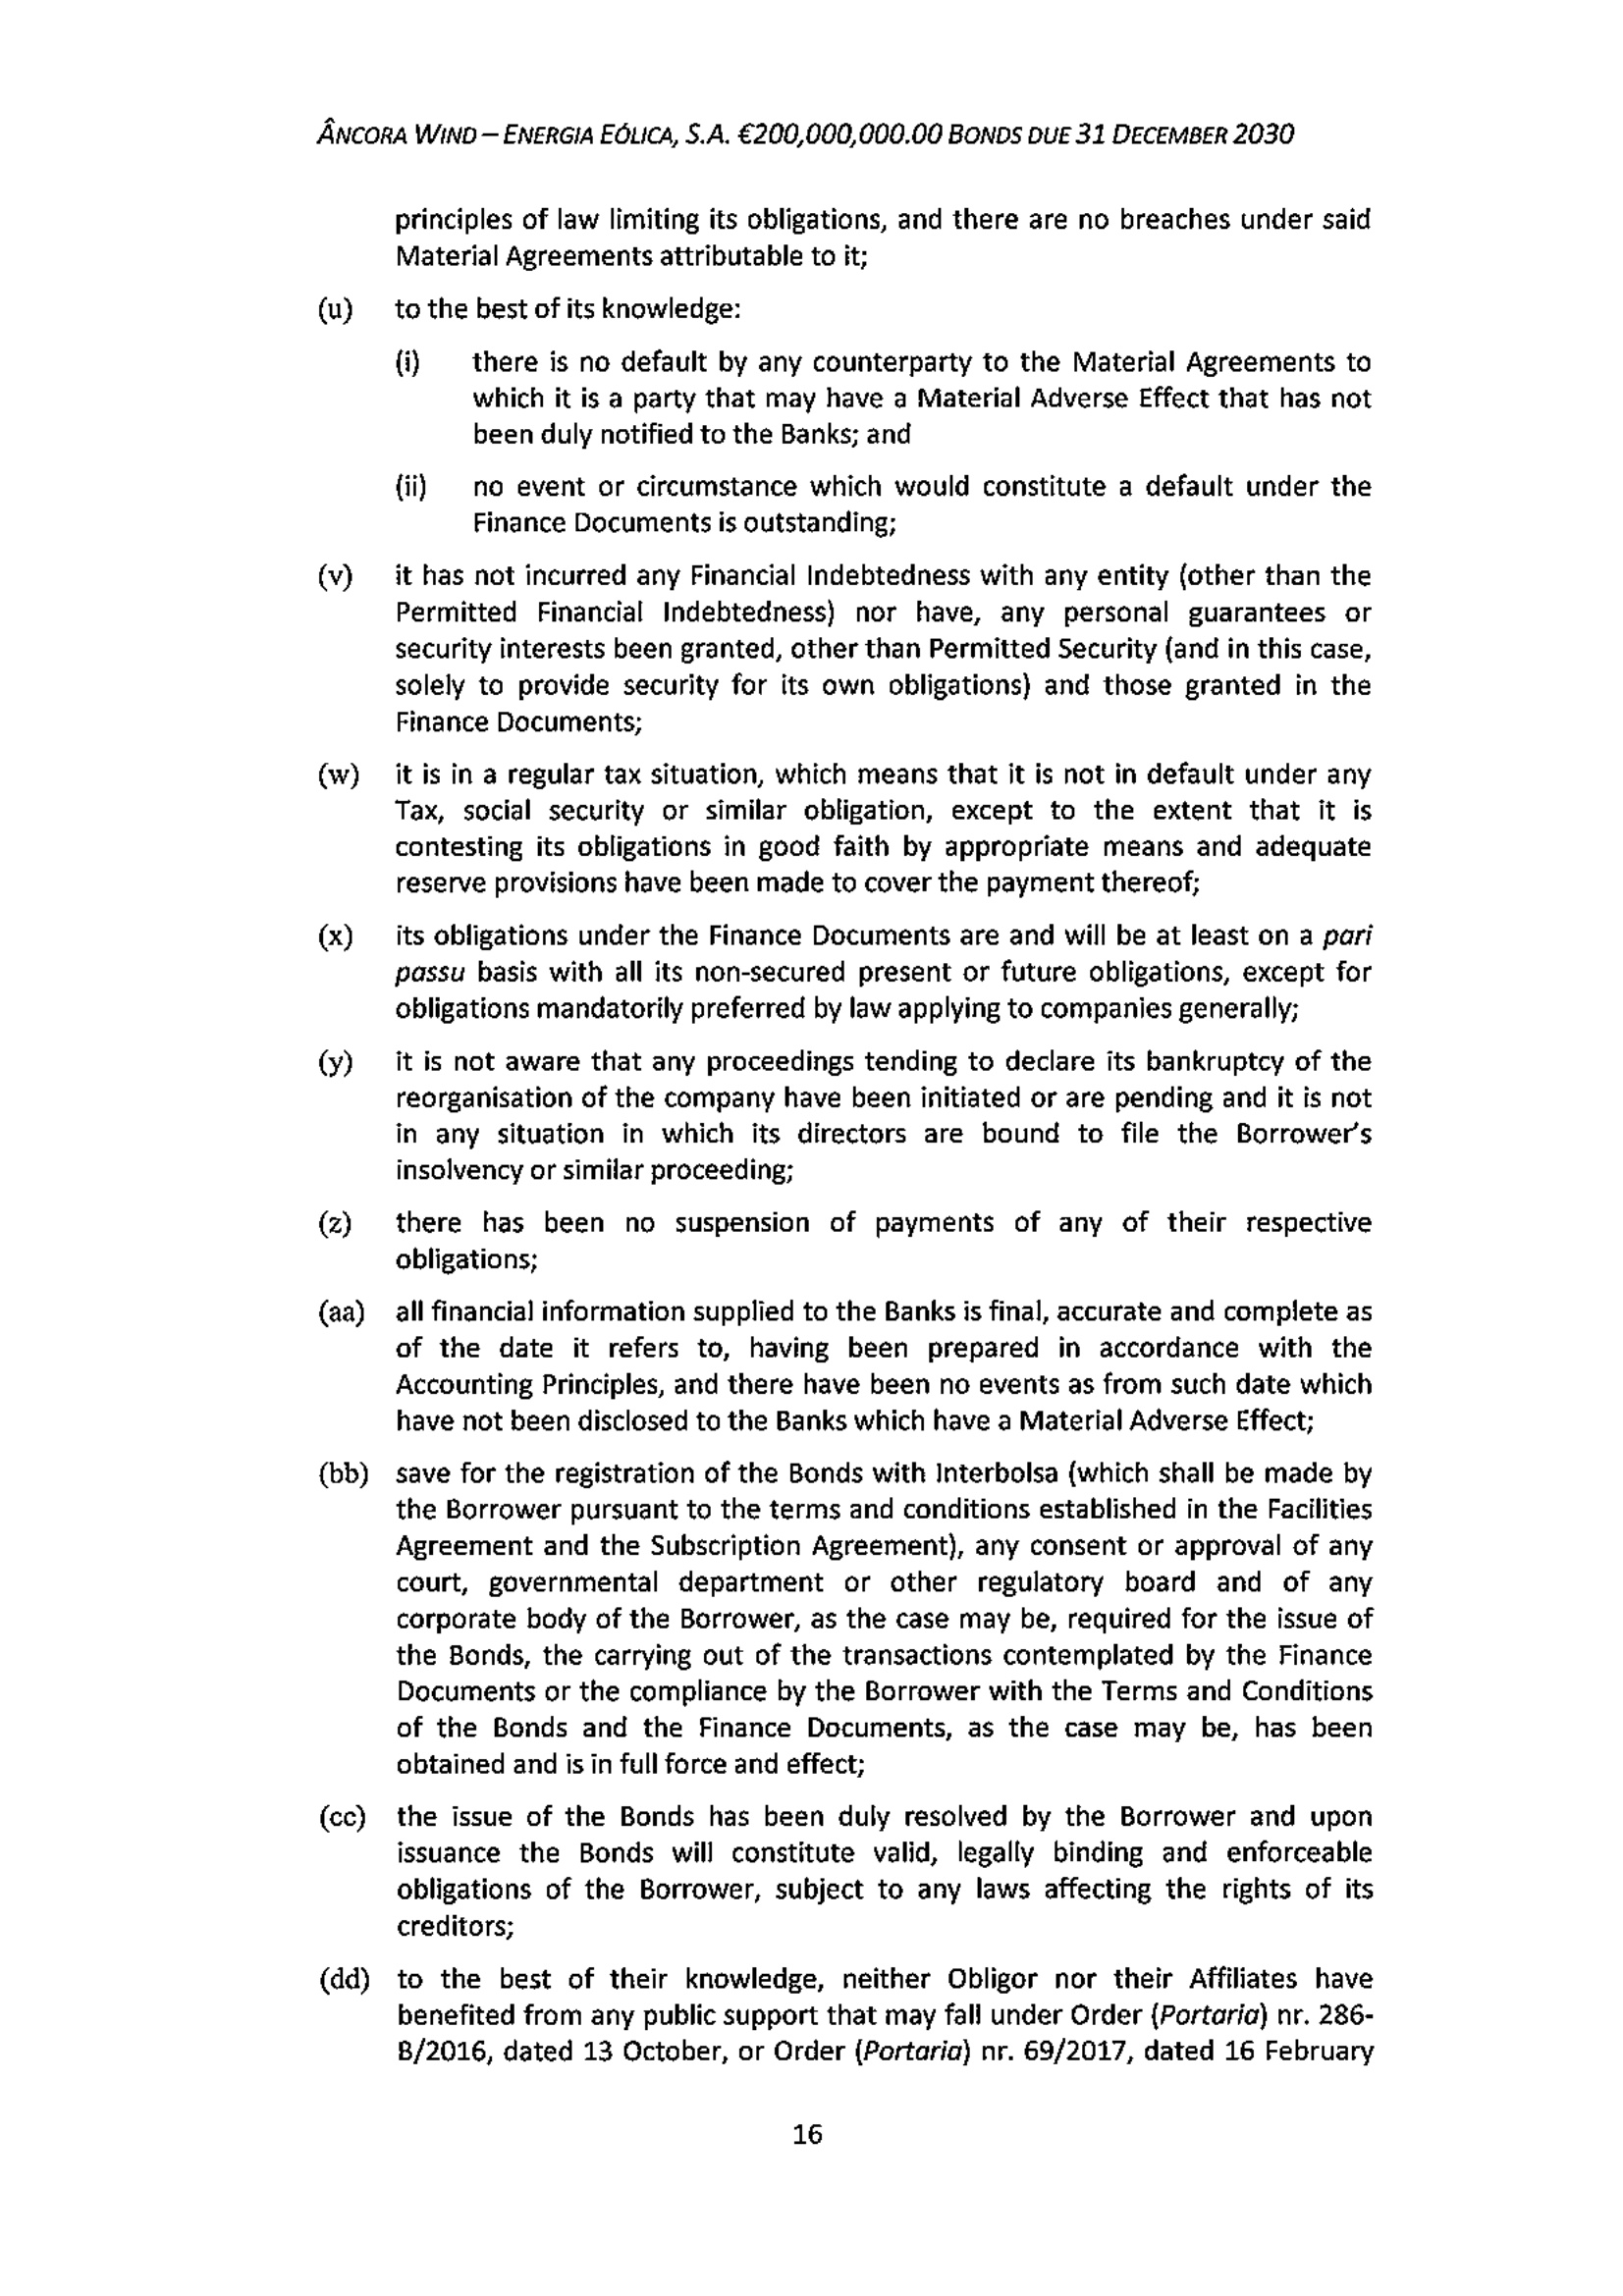 ÂNCORA WIND – ENERGIA EÓLICA, S.A. €200,000,000.00 BONDS DUE 31 DECEMBER 2030
principles of law limiting its obligations, and there are no breaches under said
Material Agreements attributable to it;
(u) to the best of its knowledge:
(i) there is no default by any counterparty to the Material Agreements to
which it is a party that may have a Material Adverse Effect that has not
been duly notified to the Banks; and
(ii) no event or circumstance which would constitute a default under the
Finance Documents is outstanding;
(v) it has not incurred any Financial Indebtedness with any entity (other than the
Permitted Financial Indebtedness) nor have, any personal guarantees or
security interests been granted, other than Permitted Security (and in this case,
solely to provide security for its own obligations) and those granted in the
Finance Documents;
(w) it is in a regular tax situation, which means that it is not in default under any
Tax, social security or similar obligation, except to the extent that it is
contesting its obligations in good faith by appropriate means and adequate
reserve provisions have been made to cover the payment thereof;
(x) its obligations under the Finance Documents are and will be at least on a pari
passu basis with all its non-secured present or future obligations, except for
obligations mandatorily preferred by law applying to companies generally;
(y) it is not aware that any proceedings tending to declare its bankruptcy of the
reorganisation of the company have been initiated or are pending and it is not
in any situation in which its directors are bound to file the Borrower's
insolvency or similar proceeding;
(z) there has been no suspension of payments of any of their respective
obligations;
(aa) all financial information supplied to the Banks is final, accurate and complete as
of the date it refers to, having been prepared in accordance with the
Accounting Principles, and there have been no events as from such date which
have not been disclosed to the Banks which have a Material Adverse Effect;
(bb) save for the registration of the Bonds with Interbolsa (which shall be made by
the Borrower pursuant to the terms and conditions established in the Facilities
Agreement and the Subscription Agreement), any consent or approval of any
court, governmental department or other regulatory board and of any
corporate body of the Borrower, as the case may be, required for the issue of
the Bonds, the carrying out of the transactions contemplated by the Finance
Documents or the compliance by the Borrower with the Terms and Conditions
of the Bonds and the Finance Documents, as the case may be, has been
obtained and is in full force and effect;
(cc) the issue of the Bonds has been duly resolved by the Borrower and upon
issuance the Bonds will constitute valid, legally binding and enforceable
obligations of the Borrower, subject to any laws affecting the rights of its
creditors;
(dd) to the best of their knowledge, neither Obligor nor their Affiliates have
benefited from any public support that may fall under Order (Portaria) nr. 286-
B/2016, dated 13 October, or Order (Portaria) nr. 69/2017, dated 16 February
16